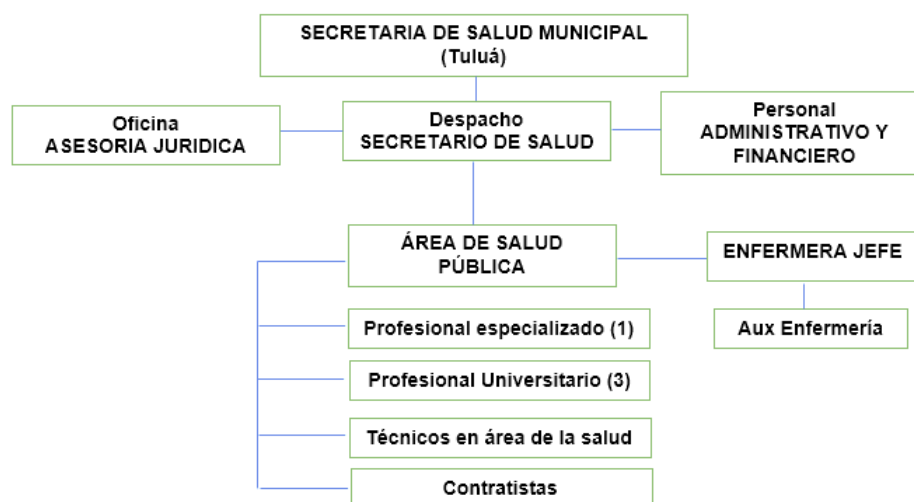 SECRETARIA DE SALUD MUNICIPAL
(Tuluá)
Oficina
ASESORIA JURIDICA
Despacho
SECRETARIO DE SALUD
Personal
ADMINISTRATIVO Y
FINANCIERO
ÁREA DE SALUD
PÚBLICA
ENFERMERA JEFE
Profesional especializado (1)
Aux Enfermería
Profesional Universitario (3)
Técnicos en área de la salud
Contratistas